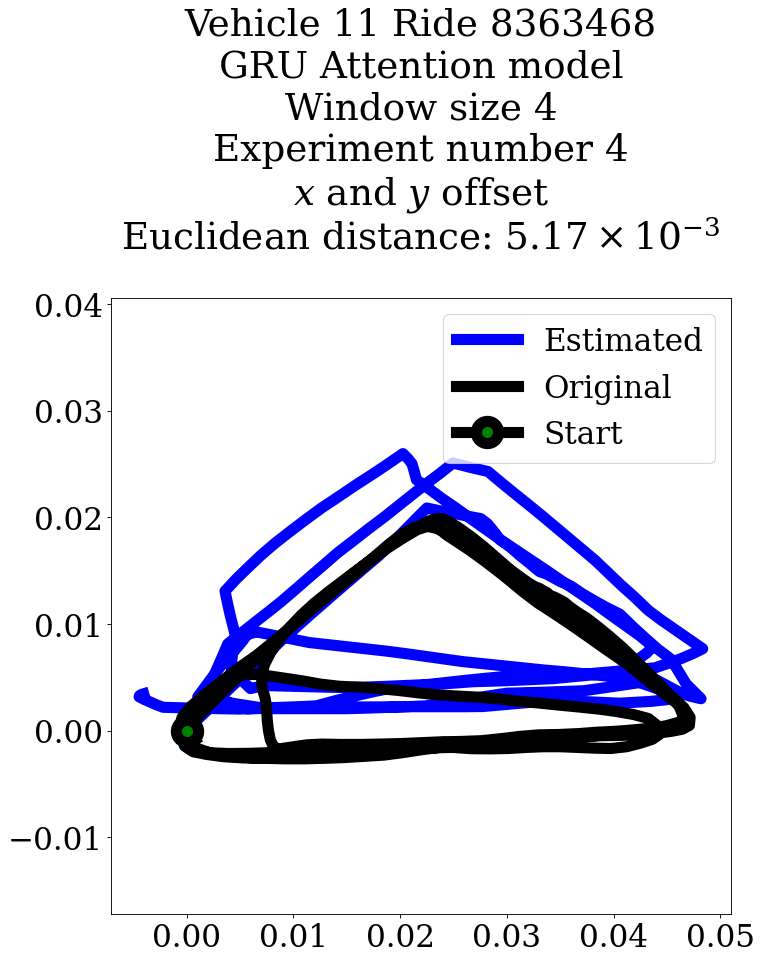 Vehicle 11 Ride 8363468
GRU Attention model
Window size 4
Experiment number 4
x and y offset
Euclidean distance: 5.17 × 10⁻³
0.04
0.03
0.02
0.01
0.00
−0.01
Estimated
Original
Start
0.00 0.01 0.02 0.03 0.04 0.05